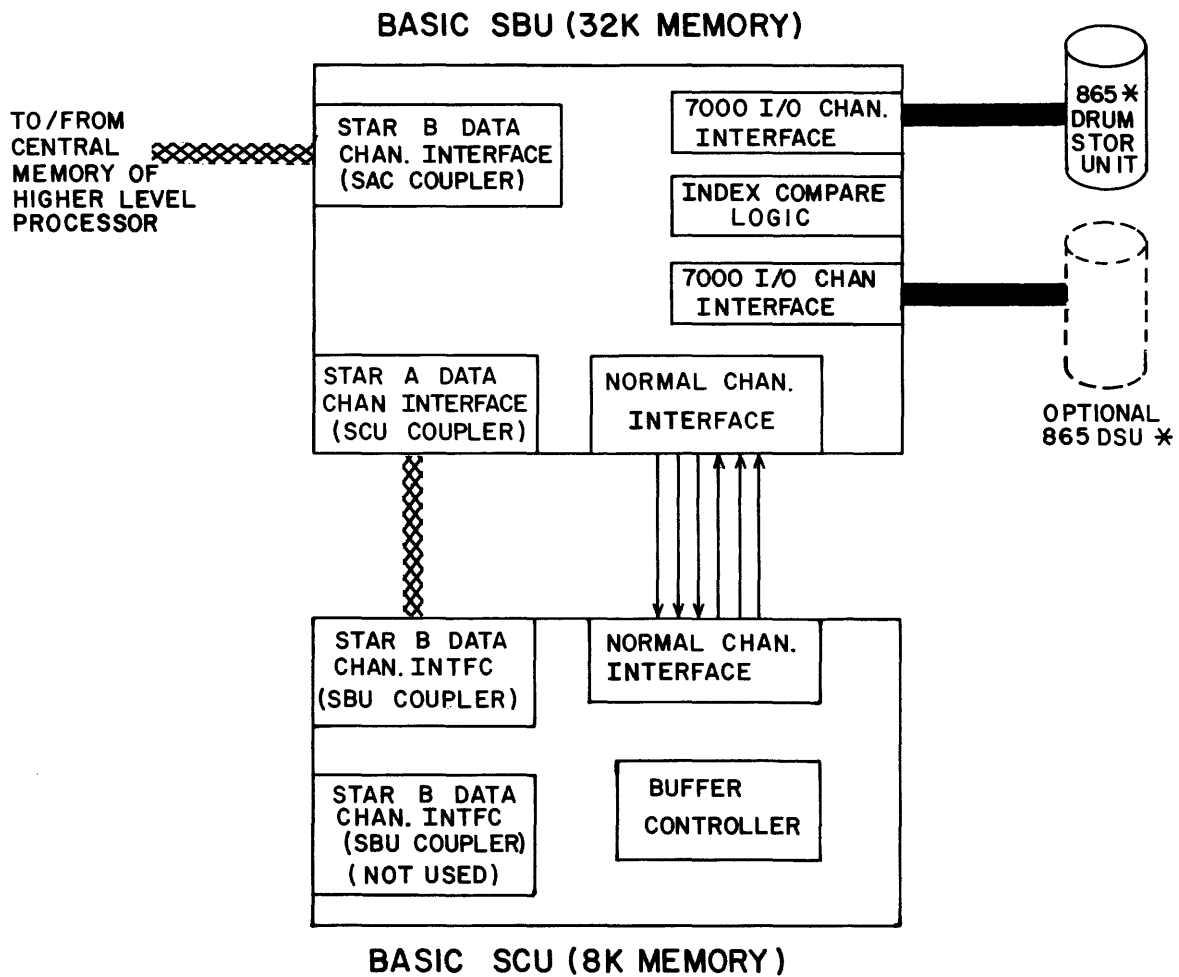 BASIC SBU (32K MEMORY)
TO/FROM
CENTRAL
MEMORY OF
HIGHER LEVEL
PROCESSOR
STAR B DATA
CHAN. INTERFACE
(SAC COUPLER)
7000 I/O CHAN.
INTERFACE
865*
DRUM
STOR
UNIT
INDEX COMPARE
LOGIC
7000 I/O CHAN
INTERFACE
OPTIONAL
865 DSU *
STAR A DATA
CHAN INTERFACE
(SCU COUPLER)
NORMAL CHAN.
INTERFACE
STAR B DATA
CHAN. INTFC
(SBU COUPLER)
NORMAL CHAN.
INTERFACE
STAR B DATA
CHAN. INTFC
(SBU COUPLER)
(NOT USED)
BUFFER
CONTROLLER
BASIC SCU (8K MEMORY)